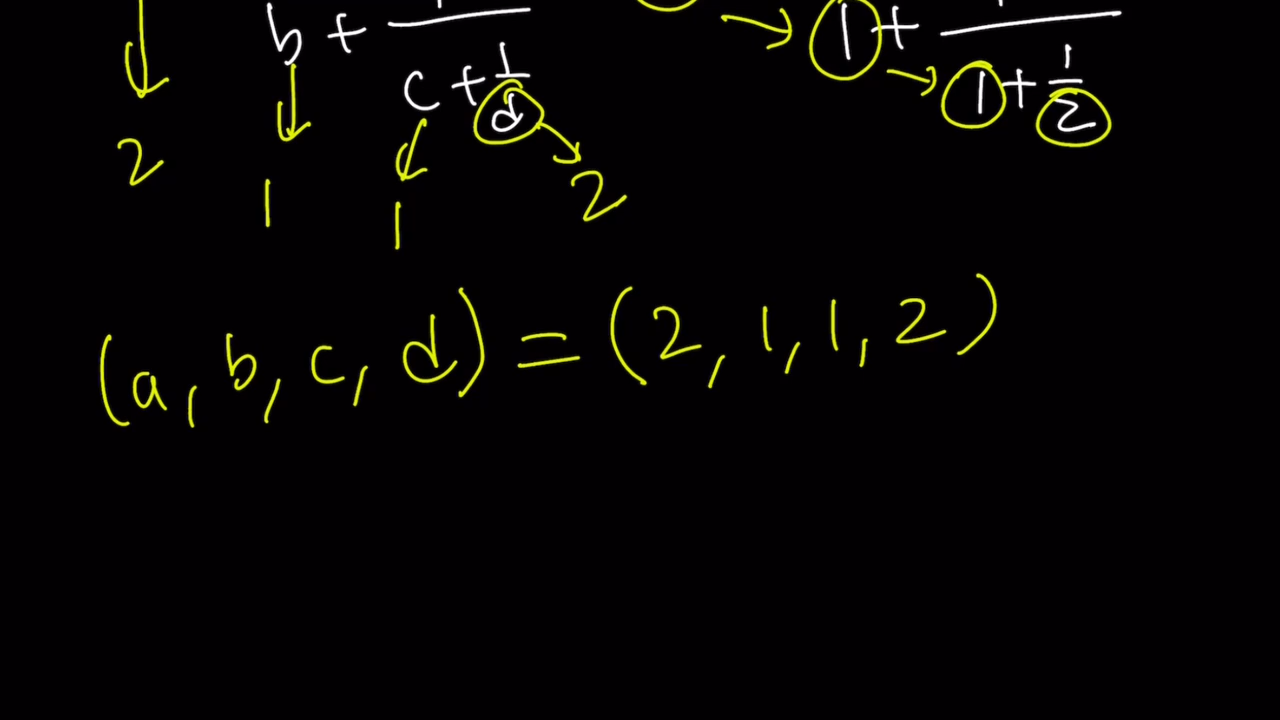 b + 1/(c + 1/d) → 1 + 1/(1 + 1/2)
2 1 1 2
(a, b, c, d) = (2, 1, 1, 2)